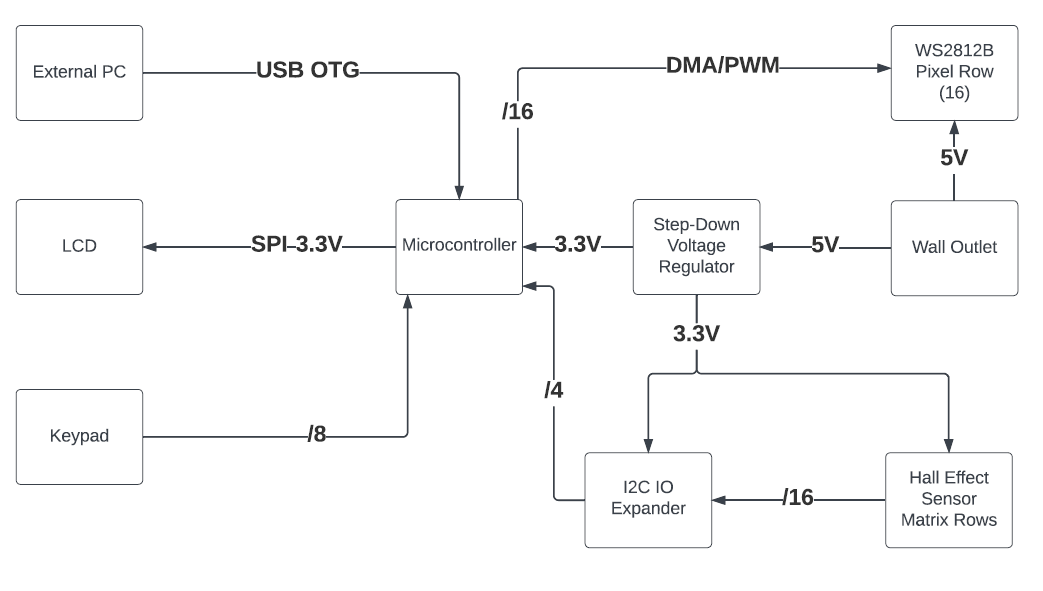 External PC
USB OTG
DMA/PWM
WS2812B
Pixel Row
(16)
/16
5V
LCD
SPI 3.3V
Microcontroller
3.3V
Step-Down
Voltage
Regulator
5V
Wall Outlet
3.3V
/4
Keypad
/8
I2C IO
Expander
/16
Hall Effect
Sensor
Matrix Rows